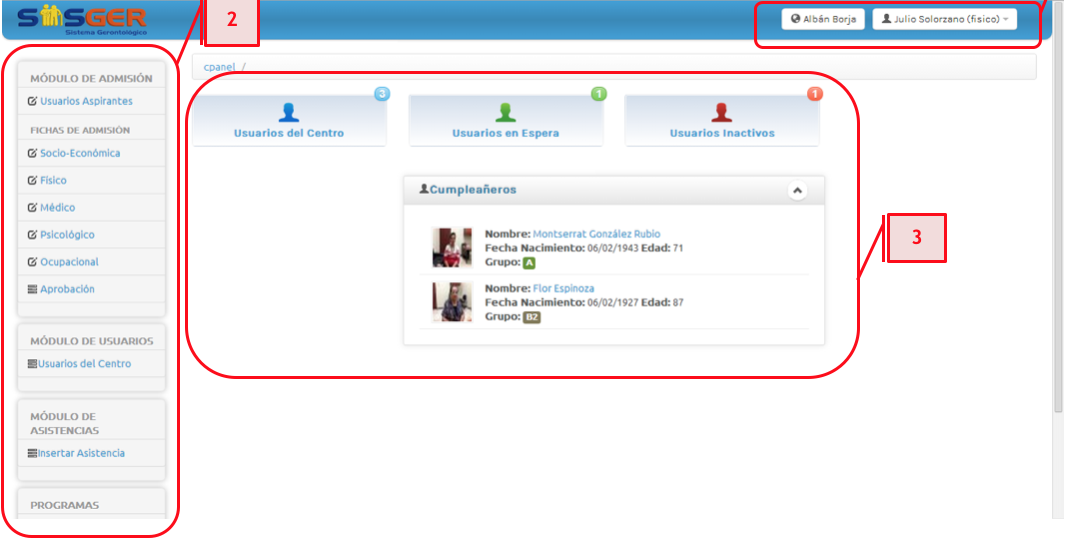 SISGER
Sistema Gerontológico
2
Albán Borja
Julio Solorzano (fisico)
cpanel /
MÓDULO DE ADMISIÓN
Usuarios Aspirantes
FICHAS DE ADMISIÓN
Socio-Económica
Físico
Médico
Psicológico
Ocupacional
Aprobación
MÓDULO DE USUARIOS
Usuarios del Centro
MÓDULO DE
ASISTENCIAS
Insertar Asistencia
PROGRAMAS
3
Usuarios del Centro
1
Usuarios en Espera
1
Usuarios Inactivos
Cumpleañeros
Nombre: Montserrat González Rubio
Fecha Nacimiento: 06/02/1943 Edad: 71
Grupo: A
Nombre: Flor Espinoza
Fecha Nacimiento: 06/02/1927 Edad: 87
Grupo: B2
3